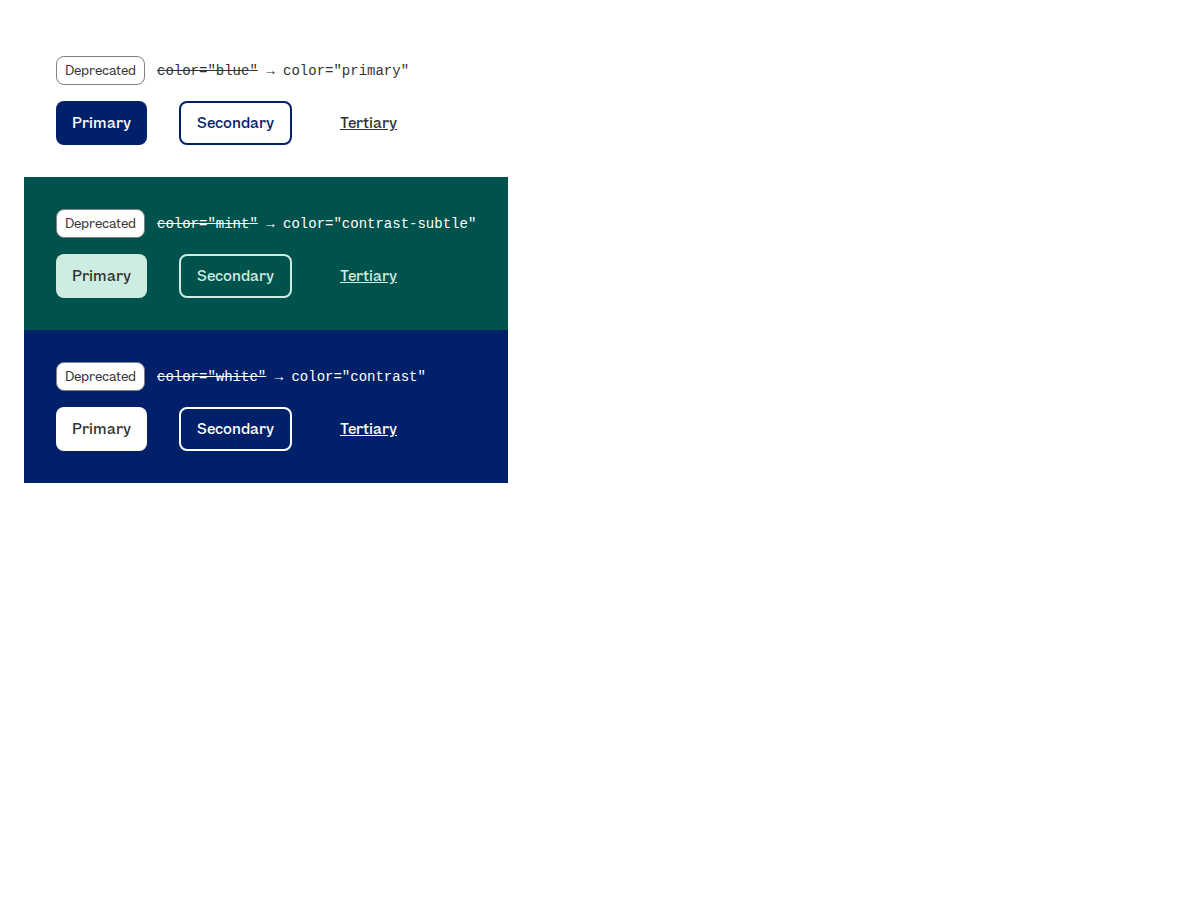 Deprecated color="blue" → color="primary"
Primary Secondary Tertiary
Deprecated color="mint" → color="contrast-subtle"
Primary Secondary Tertiary
Deprecated color="white" → color="contrast"
Primary Secondary Tertiary